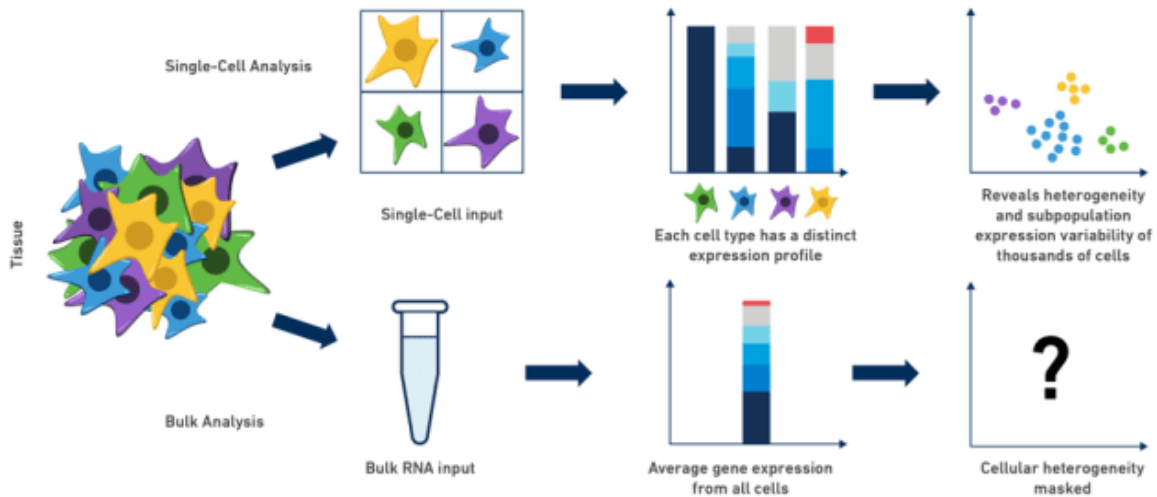 Single-Cell Analysis
Single-Cell input
Each cell type has a distinct
expression profile
Reveals heterogeneity
and subpopulation
expression variability of
thousands of cells
Tissue
Bulk Analysis
Bulk RNA input
Average gene expression
from all cells
?
Cellular heterogeneity
masked